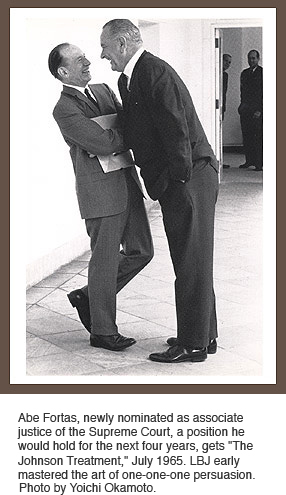 Abe Fortas, newly nominated as associate
justice of the Supreme Court, a position he
would hold for the next four years, gets "The
Johnson Treatment," July 1965. LBJ early
mastered the art of one-one-one persuasion.
Photo by Yoichi Okamoto.